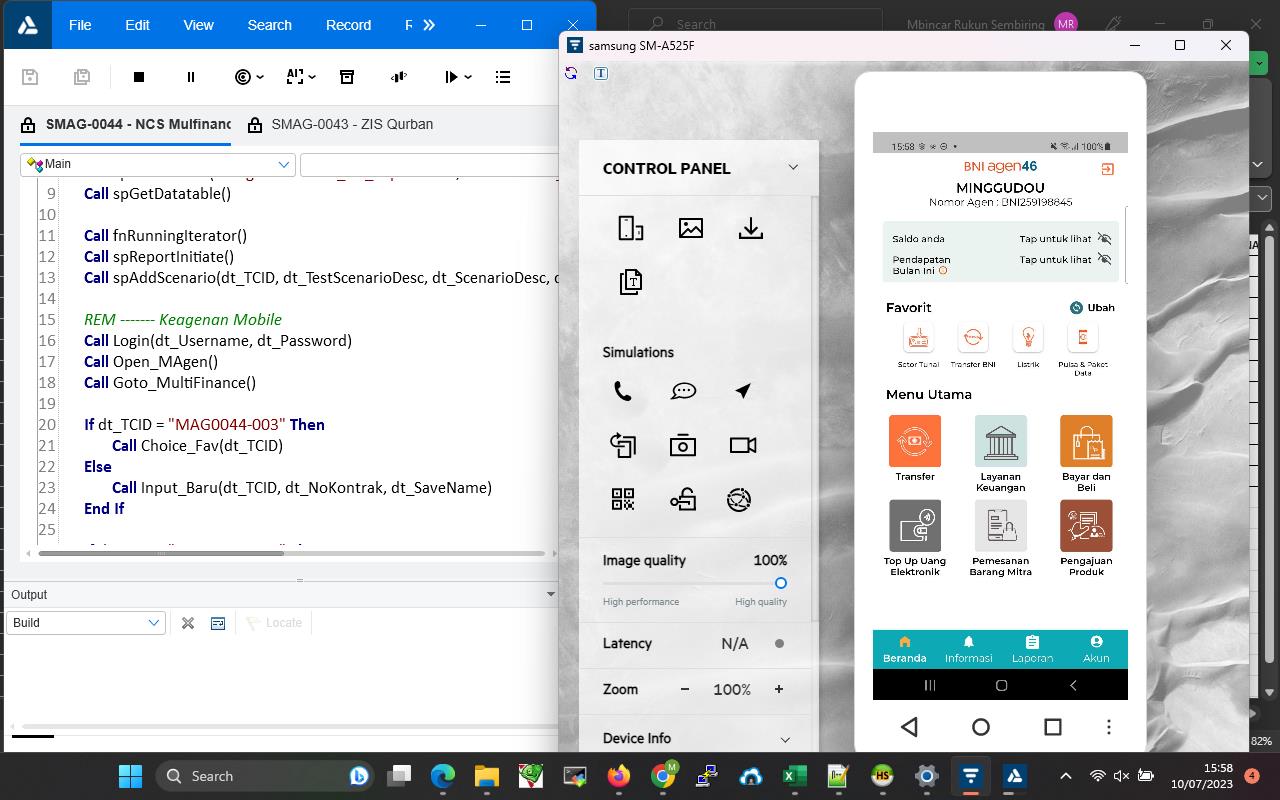 File
Edit
View
Search
Record
Search
Mbincar Rukun Sembiring
MR
SMAG-0044 - NCS Mulfinanc
SMAG-0043 - ZIS Qurban
Main
9 Call spGetDatatable()
10
11 Call fnRunningIterator()
12 Call spReportInitiate()
13 Call spAddScenario(dt_TCID, dt_TestScenarioDesc, dt_ScenarioDesc,
14
15 REM ------- Keagenan Mobile
16 Call Login(dt_Username, dt_Password)
17 Call Open_MAgen()
18 Call Goto_MultiFinance()
19
20 If dt_TCID = "MAG0044-003" Then
21 Call Choice_Fav(dt_TCID)
22 Else
23 Call Input_Baru(dt_TCID, dt_NoKontrak, dt_SaveName)
24 End If
25
Output
Build
Locate
samsung SM-A525F
CONTROL PANEL
Simulations
Image quality 100%
High performance High quality
Latency N/A
Zoom - 100% +
Device Info
15:58 100%
BNI agen46
MINGGUDOU
Nomor Agen : BNI259198845
Saldo anda Tap untuk lihat
Pendapatan Tap untuk lihat
Bulan Ini
Favorit Ubah
Setor Tunai Transfer BNI Listrik Pulsa & Paket
Data
Menu Utama
Transfer Layanan Bayar dan
Keuangan Beli
Top Up Uang Pemesanan Pengajuan
Elektronik Barang Mitra Produk
Beranda Informasi Laporan Akun
82%
Search
M
HS
15:58
10/07/2023
4